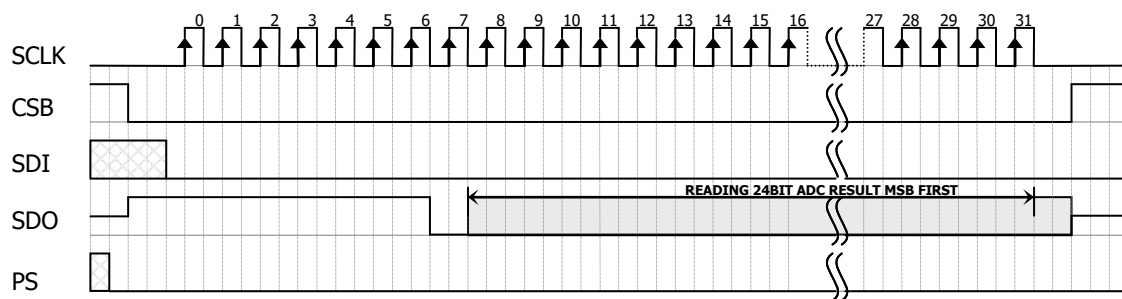 0 1 2 3 4 5 6 7 8 9 10 11 12 13 14 15 16 27 28 29 30 31
SCLK
CSB
SDI
READING 24BIT ADC RESULT MSB FIRST
SDO
PS